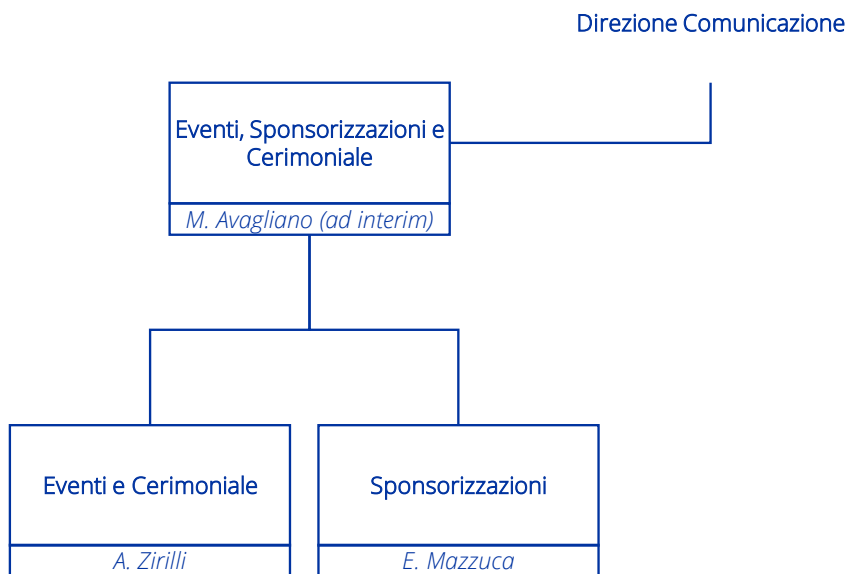 Direzione Comunicazione
Eventi, Sponsorizzazioni e
Cerimoniale
M. Avagliano (ad interim)
Eventi e Cerimoniale
A. Zirilli
Sponsorizzazioni
E. Mazzuca